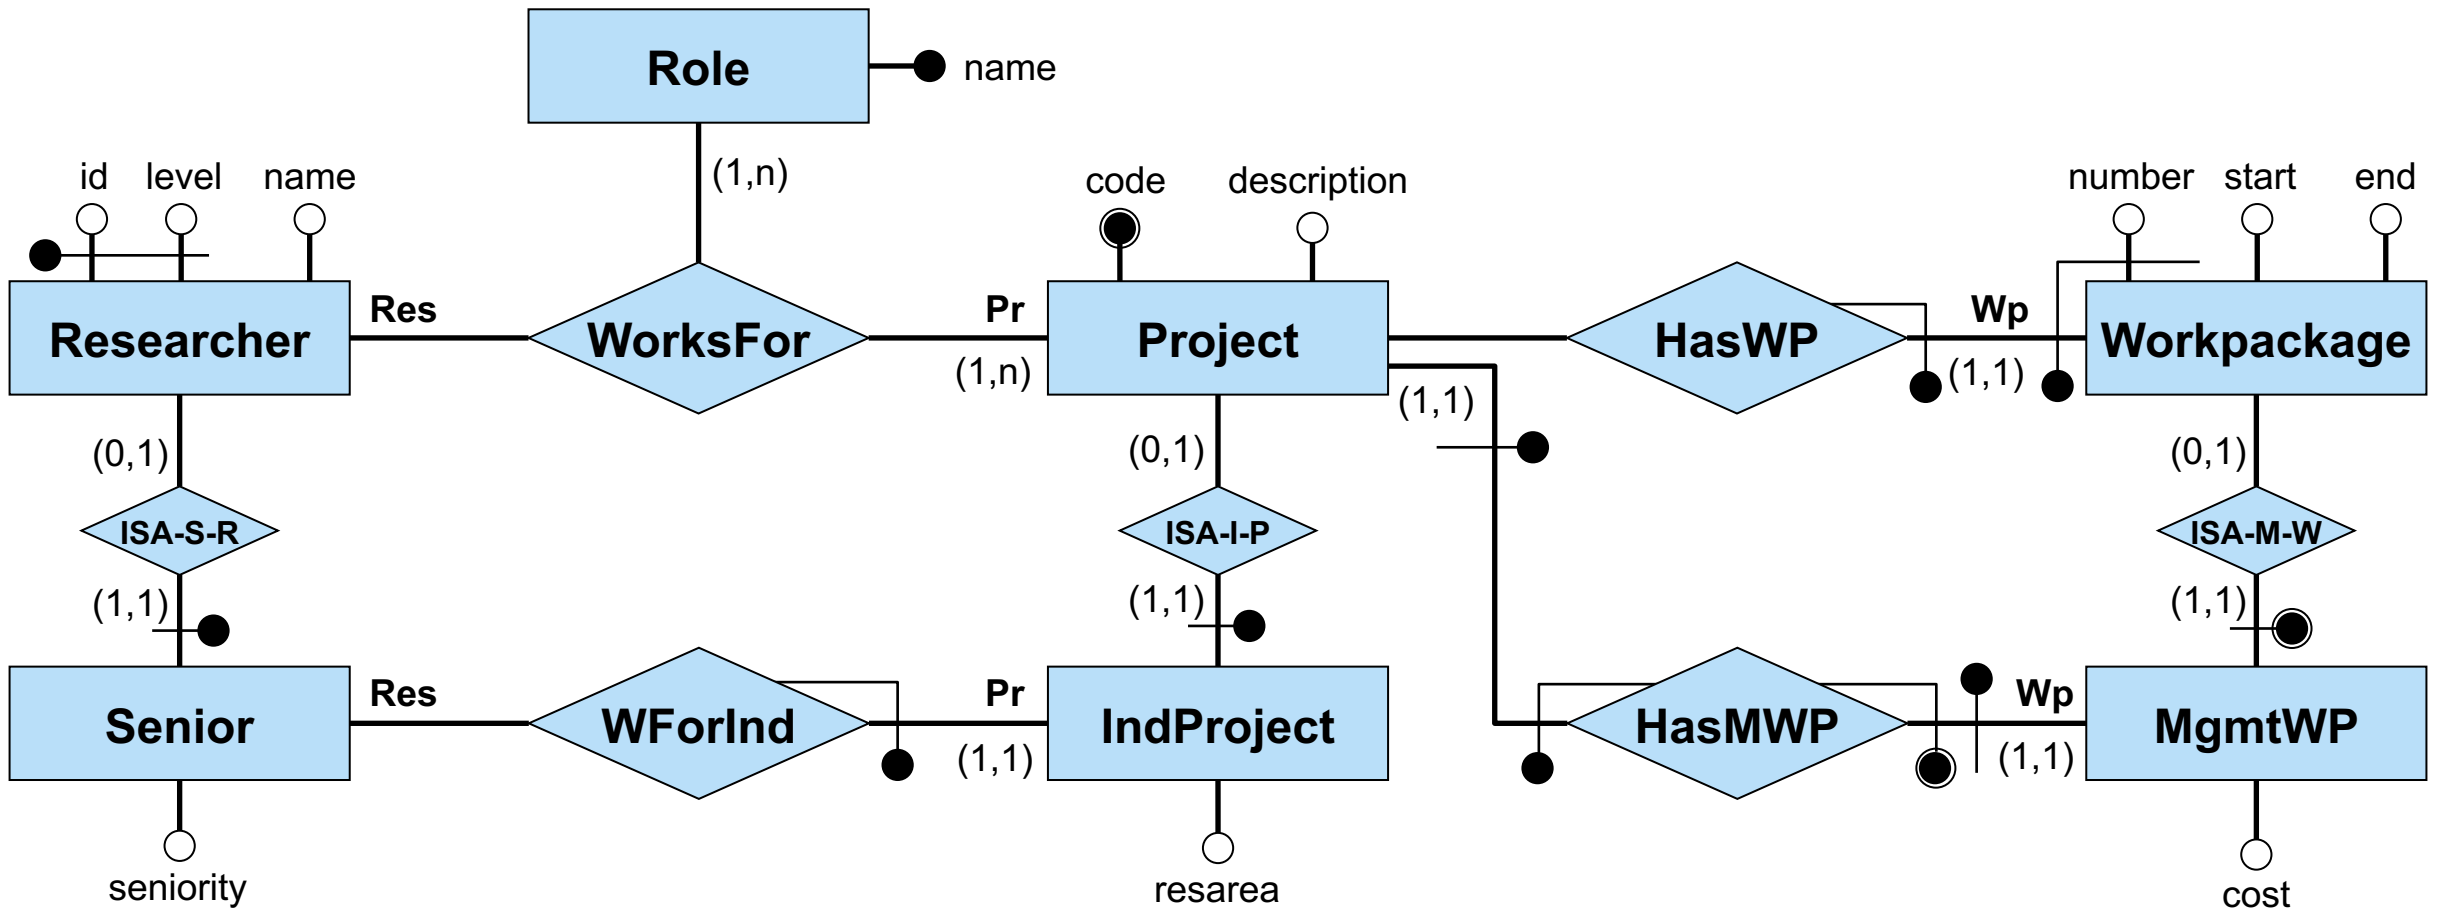 Role
name
(1,n)
id level name
code description
number start end
Researcher
Res
WorksFor
Pr
(1,n)
Project
(1,1)
HasWP
Wp
(1,1)
Workpackage
(0,1)
(0,1)
(0,1)
ISA-S-R
ISA-I-P
ISA-M-W
(1,1)
(1,1)
(1,1)
Senior
Res
WForInd
Pr
(1,1)
IndProject
HasMWP
Wp
(1,1)
MgmtWP
seniority
resarea
cost